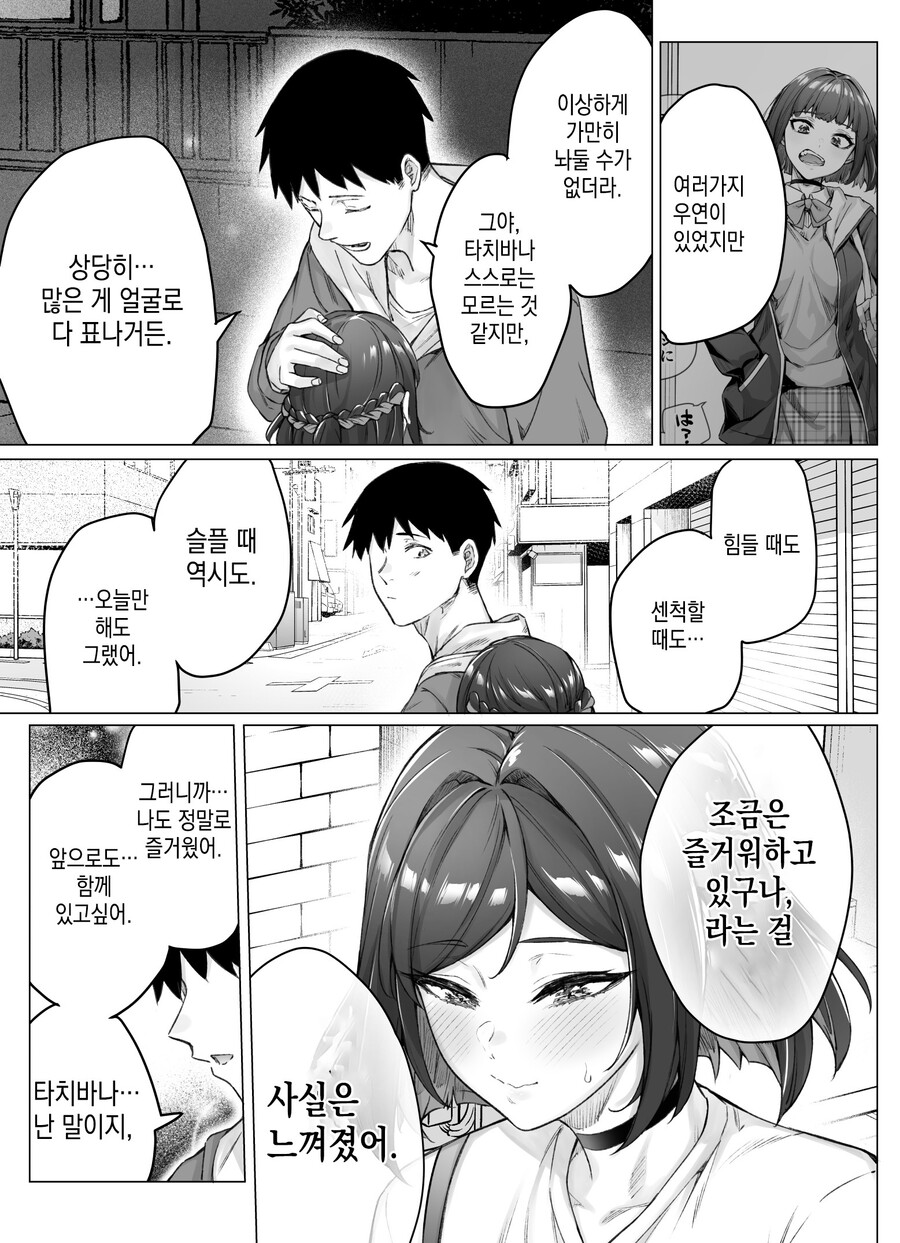 여러가지
우연이
있었지만
こに
は?
이상하게
가만히
놔둘 수가
없더라.
그야,
타치바나
스스로는
모르는 것
같지만,
상당히…
많은 게 얼굴로
다 표나거든.
힘들 때도
센척할
때도…
슬플 때
역시도.
…오늘만
해도
그랬어.
조금은
즐거워하고
있구나,
라는 걸
사실은
느껴졌어.
그러니까…
나도 정말로
즐거웠어.
앞으로도…
함께
있고싶어.
타치바나…
난 말이지,